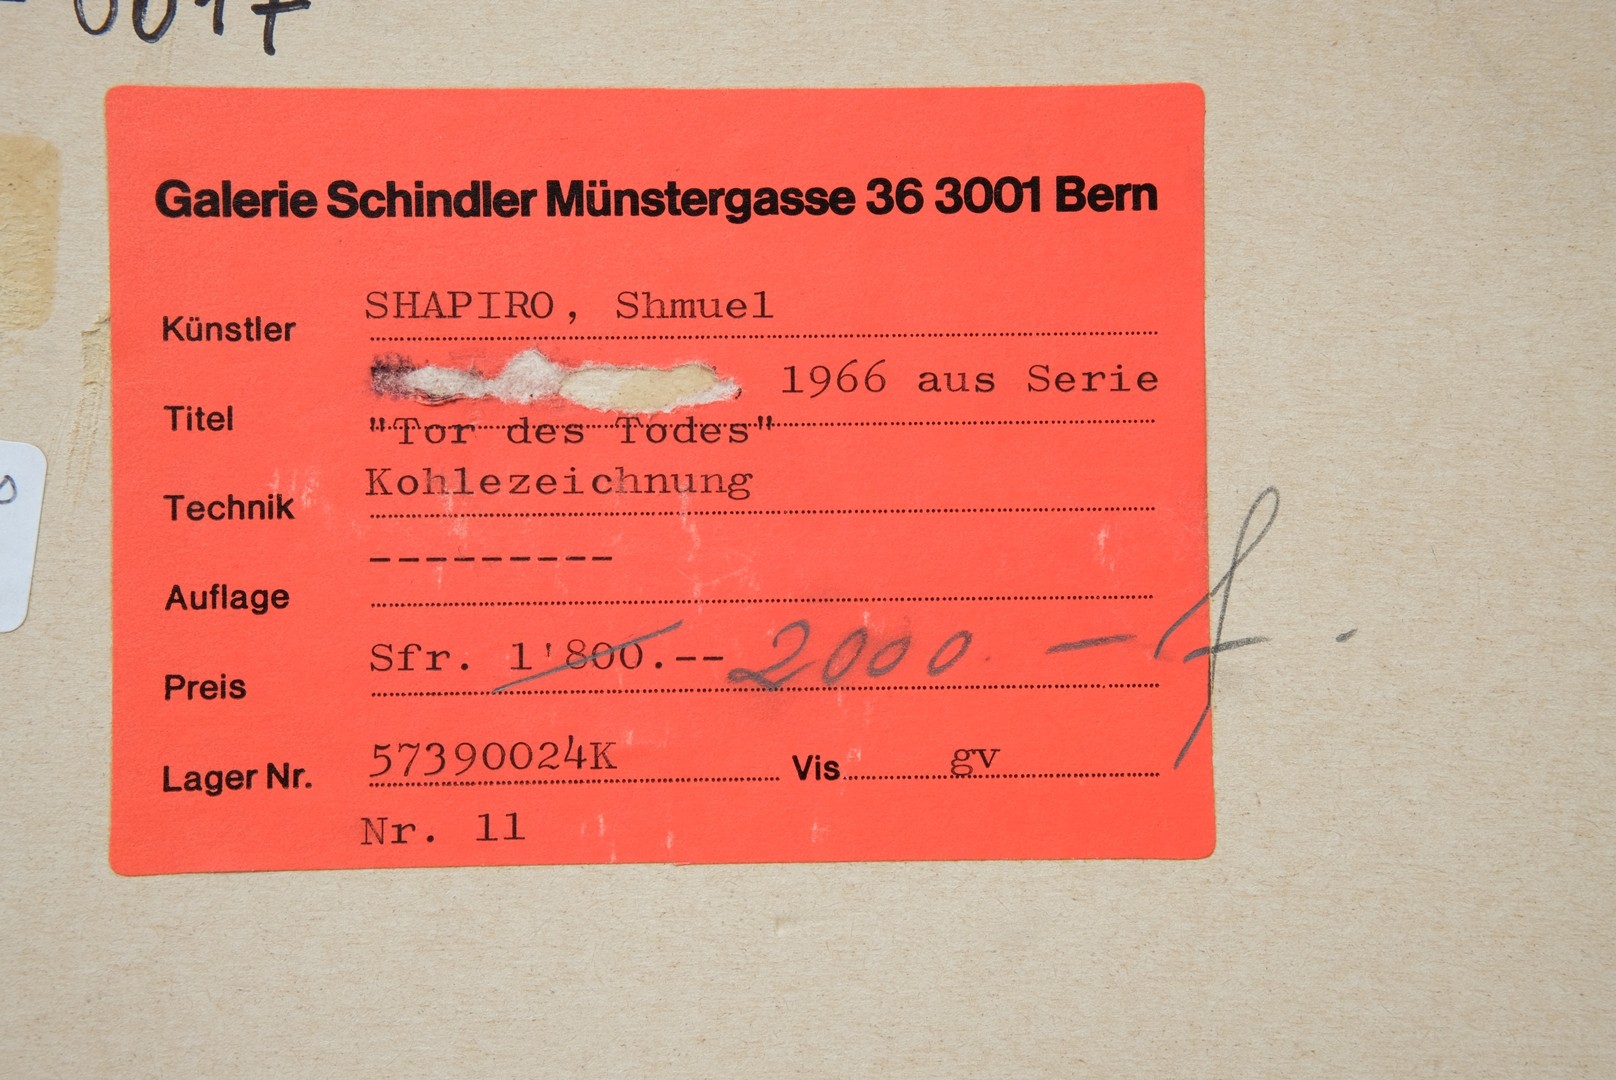 0017
Galerie Schindler Münstergasse 36 3001 Bern
Künstler SHAPIRO, Shmuel
Titel , 1966 aus Serie
"Tor des Todes"
Technik Kohlezeichnung
Auflage ---------
Preis Sfr. 1'800.-- 2000 –
Lager Nr. 57390024K Vis gv
Nr. 11